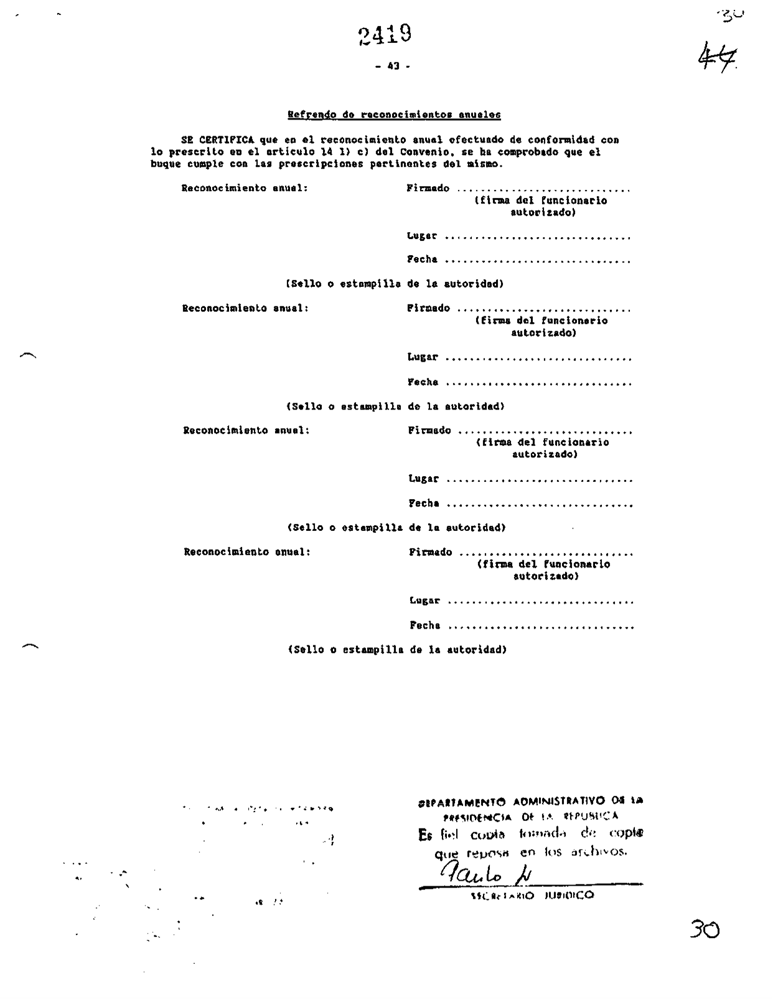 30
2419
44
- 43 -
Refrendo de reconocimientos anuales
SE CERTIFICA que en el reconocimiento anual efectuado de conformidad con
lo prescrito en el artículo 14 1) c) del Convenio, se ha comprobado que el
buque cumple con las prescripciones pertinentes del mismo.
Reconocimiento anual: Firmado ............................
(firma del funcionario
autorizado)
Lugar ..............................
Fecha ..............................
(Sello o estampilla de la autoridad)
Reconocimiento anual: Firmado ............................
(firma del funcionario
autorizado)
Lugar ..............................
Fecha ..............................
(Sello o estampilla de la autoridad)
Reconocimiento anual: Firmado ............................
(firma del funcionario
autorizado)
Lugar ..............................
Fecha ..............................
(Sello o estampilla de la autoridad)
Reconocimiento anual: Firmado ............................
(firma del funcionario
autorizado)
Lugar ..............................
Fecha ..............................
(Sello o estampilla de la autoridad)
DEPARTAMENTO ADMINISTRATIVO DE LA
PRESIDENCIA DE LA REPUBLICA
Es fiel copia tomada de copia
que reposa en los archivos.
SECRETARIO JURIDICO
30